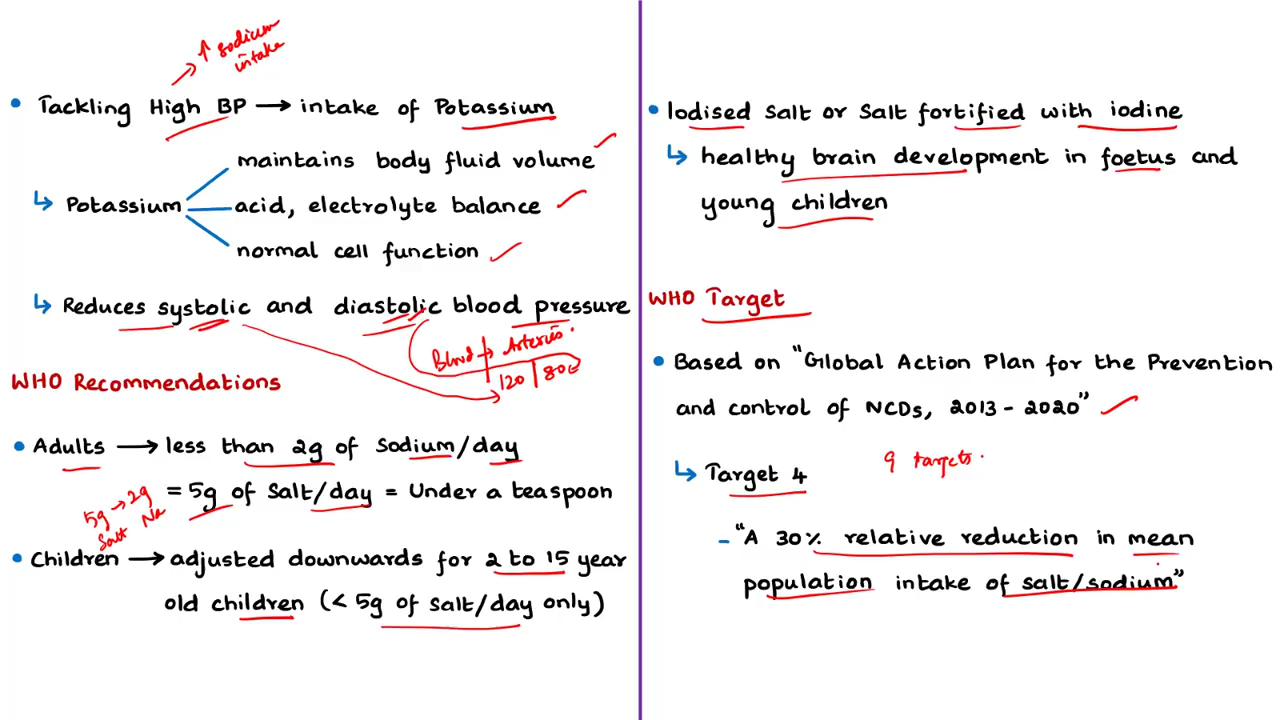 ↑ sodium
intake
• Tackling High BP → intake of Potassium
maintains body fluid volume
↳ Potassium
acid, electrolyte balance
normal cell function
↳ Reduces systolic and diastolic blood pressure
Blood → Arteries.
120 | 80
WHO Recommendations
• Adults → less than 2g of Sodium/day
= 5g of Salt/day = Under a teaspoon
5g → 2g
Salt Na
• Children → adjusted downwards for 2 to 15 year
old children (< 5g of Salt/day only)
• Iodised Salt or Salt fortified with iodine
↳ healthy brain development in foetus and
young children
WHO Target
• Based on "Global Action Plan for the Prevention
and control of NCDs, 2013 - 2020"
9 targets.
↳ Target 4
- "A 30% relative reduction in mean
population intake of salt/sodium"